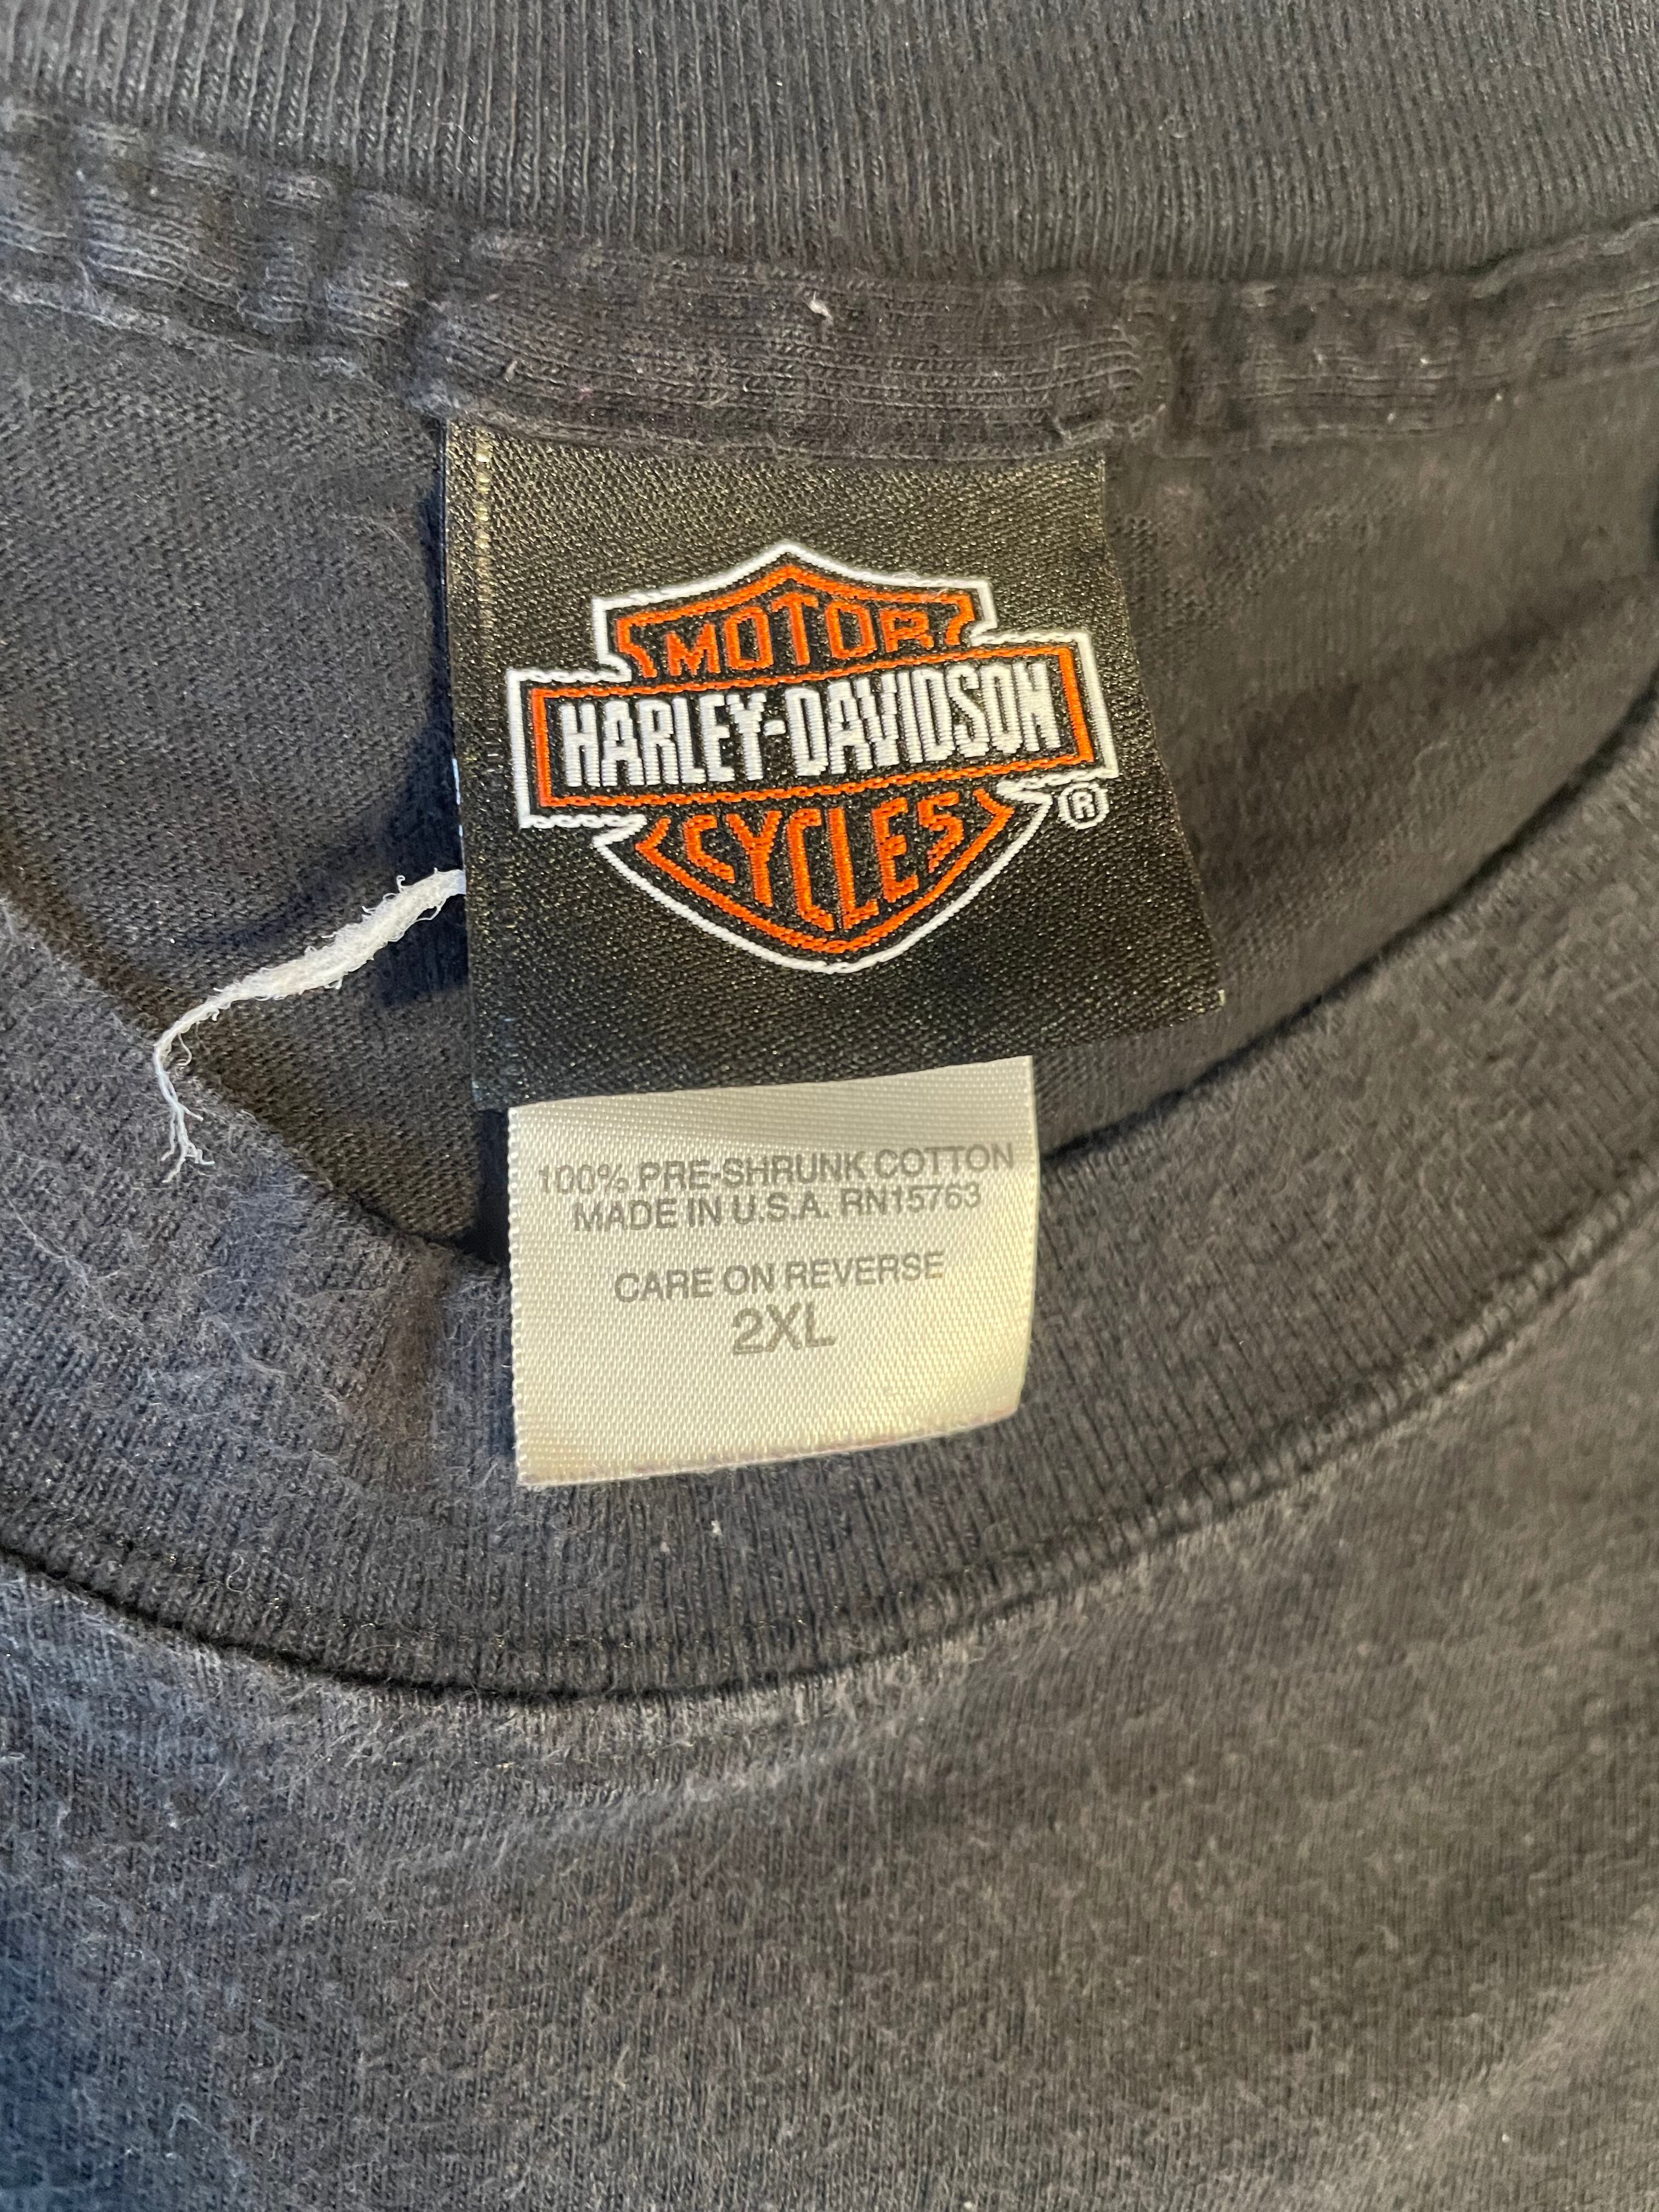 MOTOR
HARLEY-DAVIDSON
CYCLES
®
100% PRE-SHRUNK COTTON
MADE IN U.S.A. RN15763
CARE ON REVERSE
2XL